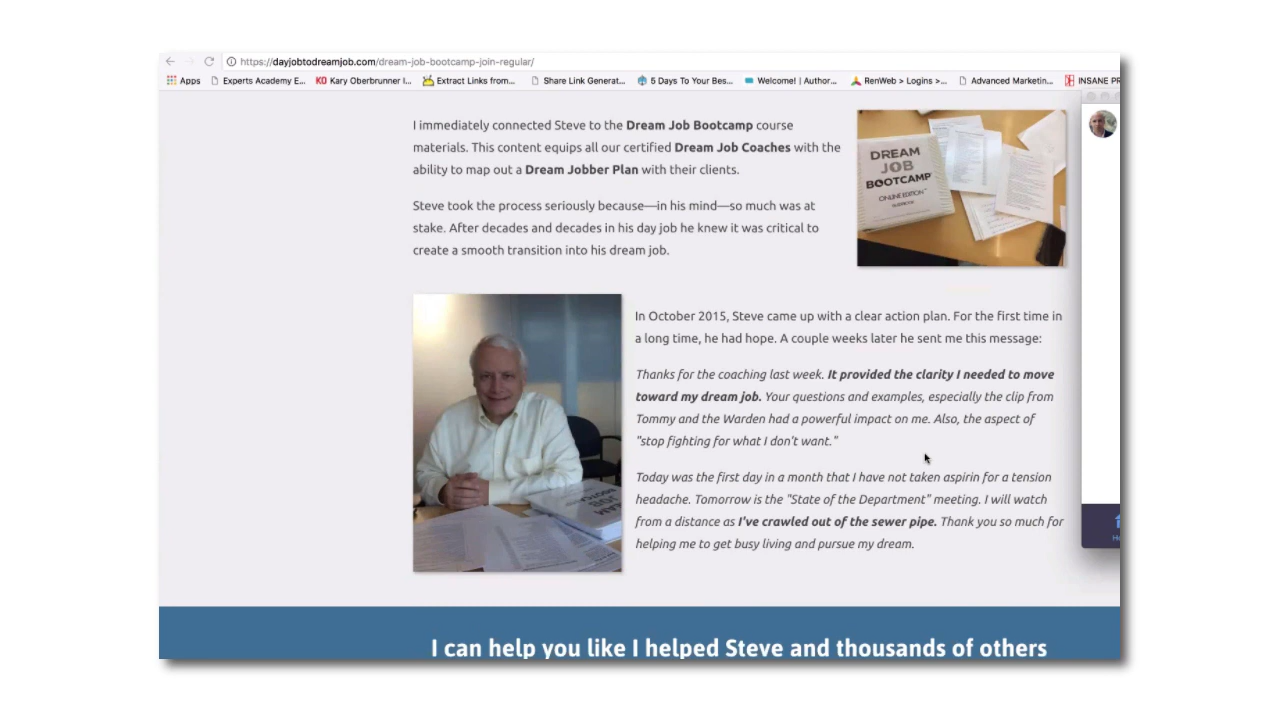 https://dayjobtodreamjob.com/dream-job-bootcamp-join-regular/
Apps Experts Academy E... KO Kary Oberbrunner I... Extract Links from... Share Link Generat... 5 Days To Your Bes... Welcome! | Author... RenWeb > Logins >... Advanced Marketin... INSANE PR
I immediately connected Steve to the Dream Job Bootcamp course
materials. This content equips all our certified Dream Job Coaches with the
ability to map out a Dream Jobber Plan with their clients.
Steve took the process seriously because—in his mind—so much was at
stake. After decades and decades in his day job he knew it was critical to
create a smooth transition into his dream job.
DREAM
JOB
BOOTCAMP
ONLINE EDITION
In October 2015, Steve came up with a clear action plan. For the first time in
a long time, he had hope. A couple weeks later he sent me this message:
Thanks for the coaching last week. It provided the clarity I needed to move
toward my dream job. Your questions and examples, especially the clip from
Tommy and the Warden had a powerful impact on me. Also, the aspect of
"stop fighting for what I don't want."
Today was the first day in a month that I have not taken aspirin for a tension
headache. Tomorrow is the "State of the Department" meeting. I will watch
from a distance as I've crawled out of the sewer pipe. Thank you so much for
helping me to get busy living and pursue my dream.
I can help you like I helped Steve and thousands of others